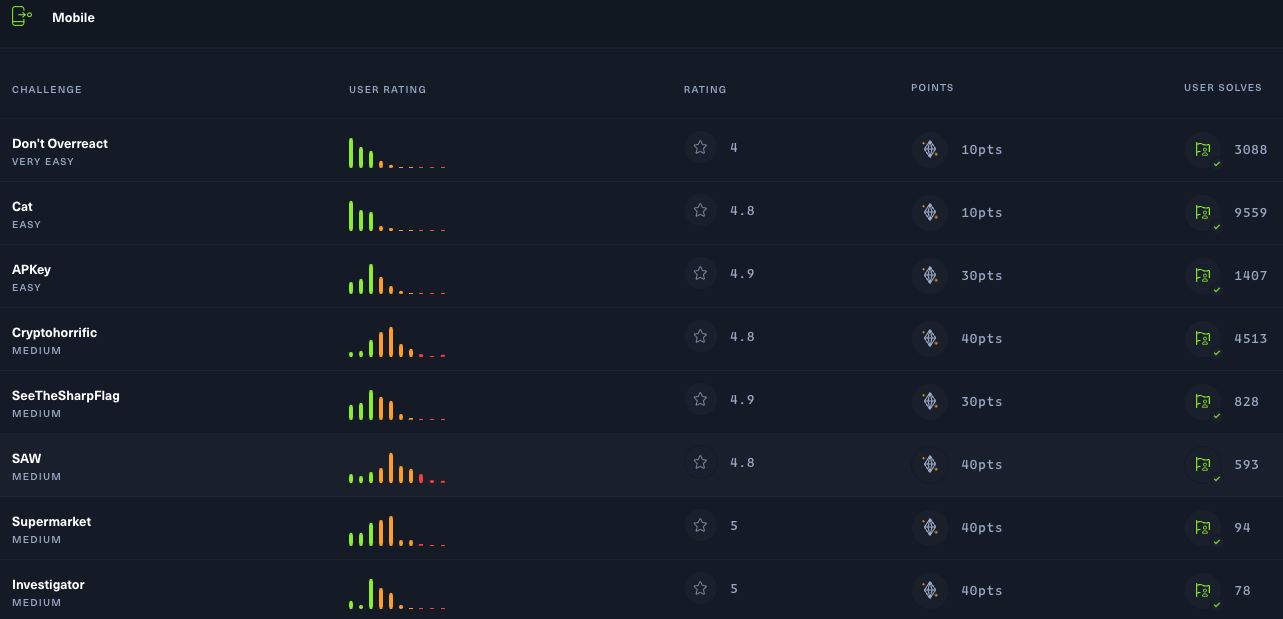 Mobile
CHALLENGE USER RATING RATING POINTS USER SOLVES
Don't Overreact
VERY EASY
4 10pts 3088
Cat
EASY
4.8 10pts 9559
APKey
EASY
4.9 30pts 1407
Cryptohorrific
MEDIUM
4.8 40pts 4513
SeeTheSharpFlag
MEDIUM
4.9 30pts 828
SAW
MEDIUM
4.8 40pts 593
Supermarket
MEDIUM
5 40pts 94
Investigator
MEDIUM
5 40pts 78